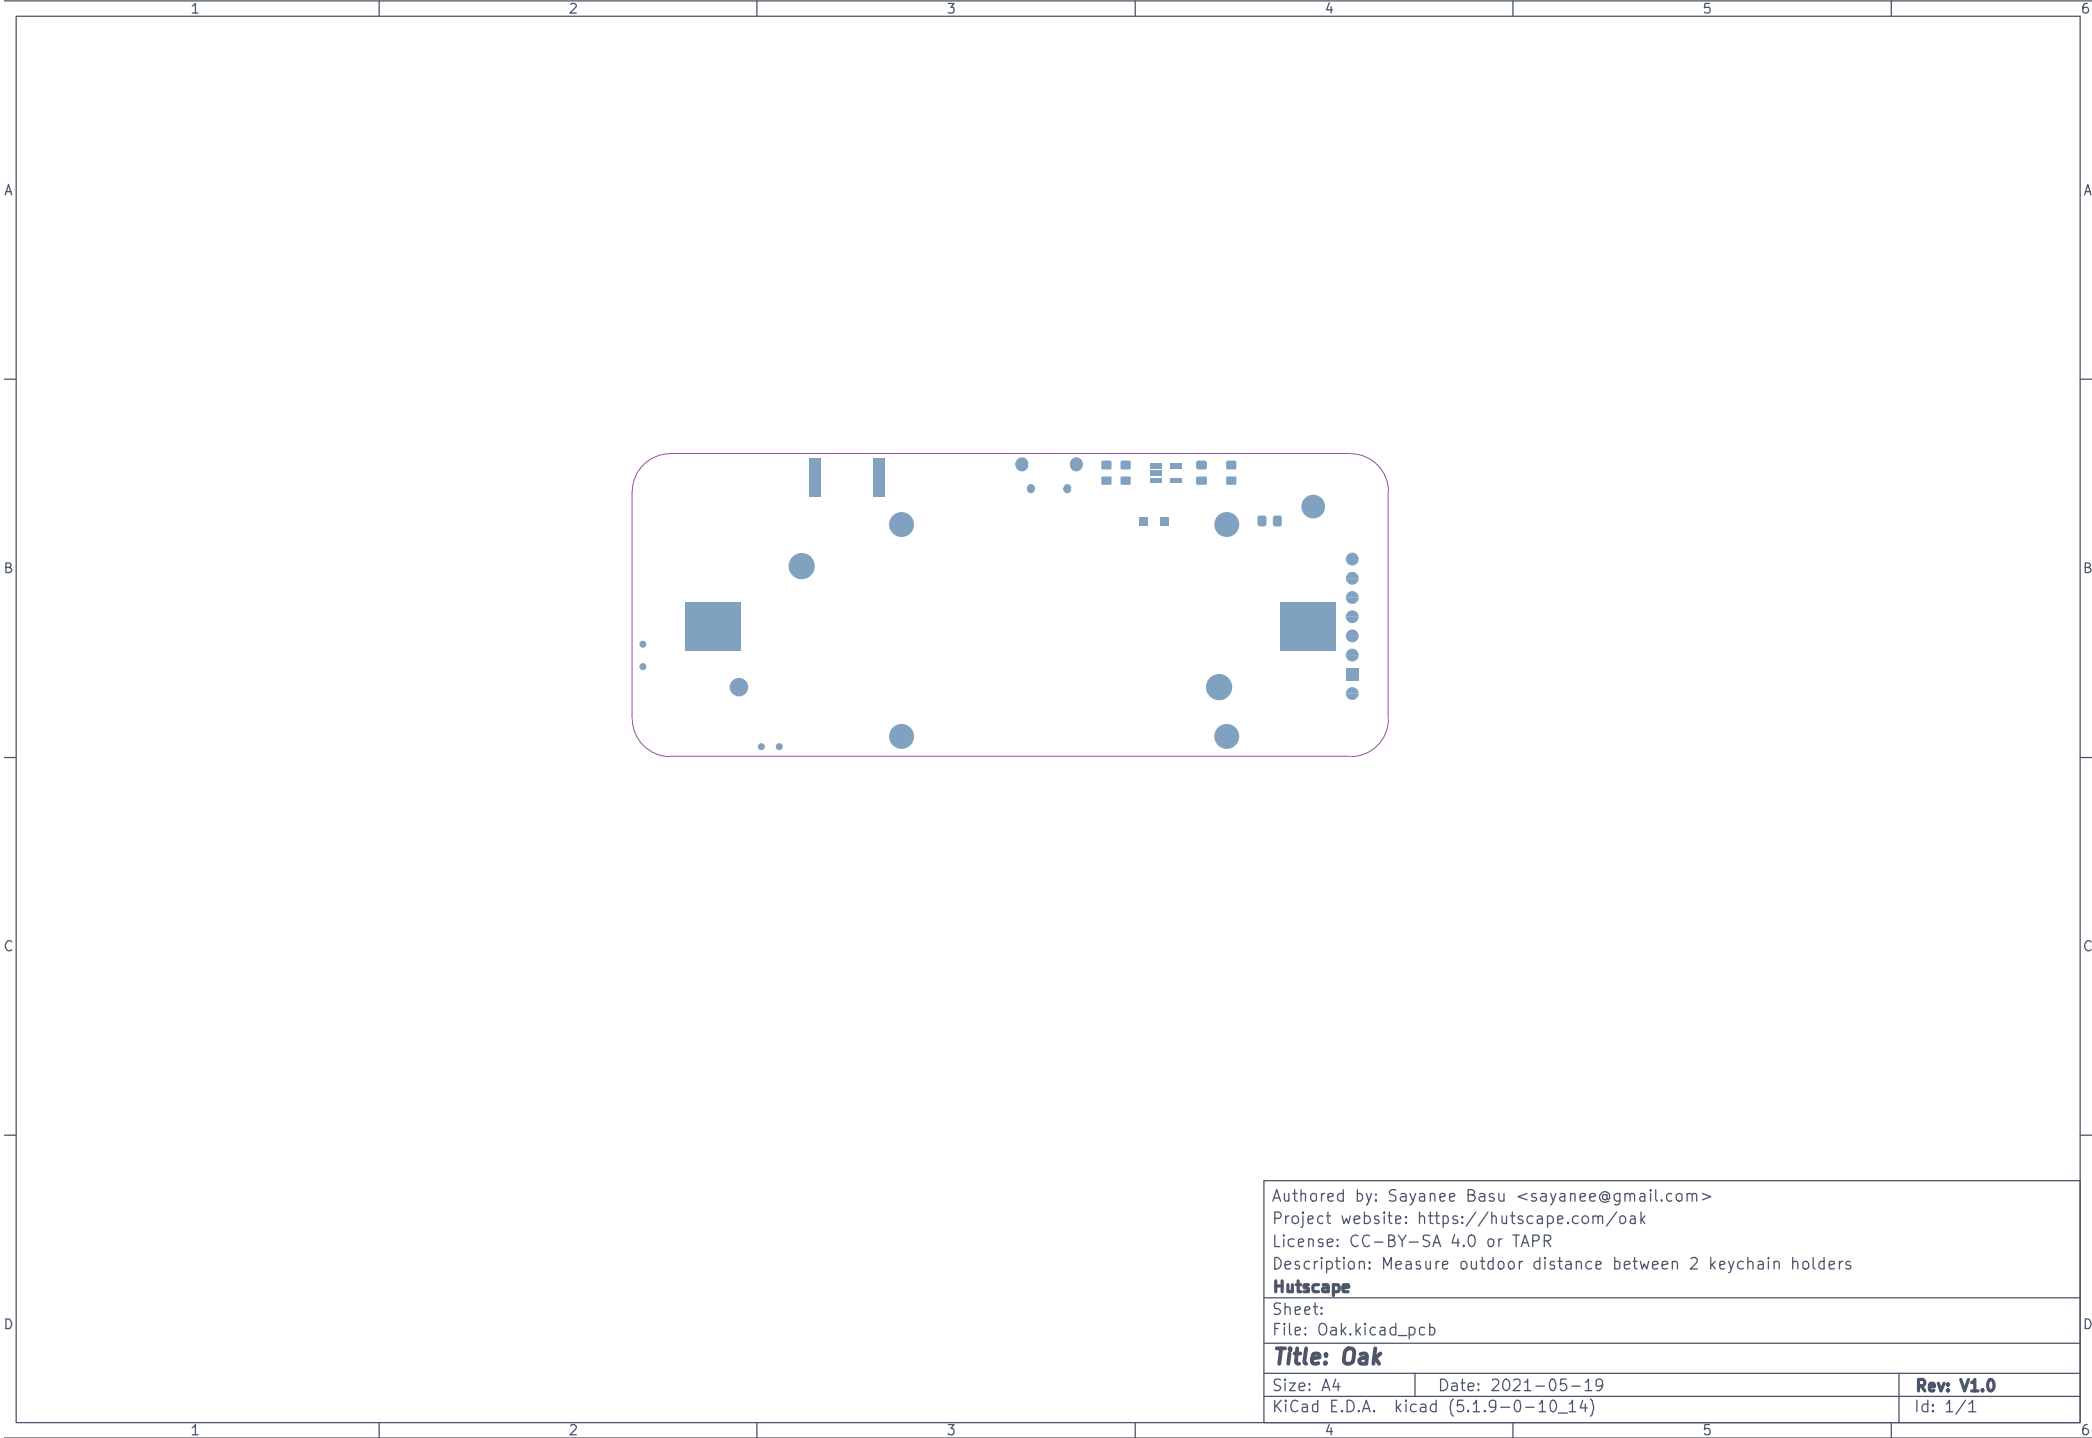 1 2 3 4 5 6
A A
B B
C C
Authored by: Sayanee Basu <sayanee@gmail.com>
Project website: https://hutscape.com/oak
License: CC-BY-SA 4.0 or TAPR
Description: Measure outdoor distance between 2 keychain holders
Hutscape
Sheet:
D D
File: Oak.kicad_pcb
Title: Oak
Size: A4 Date: 2021-05-19 Rev: V1.0
KiCad E.D.A. kicad (5.1.9-0-10_14) Id: 1/1
1 2 3 4 5 6